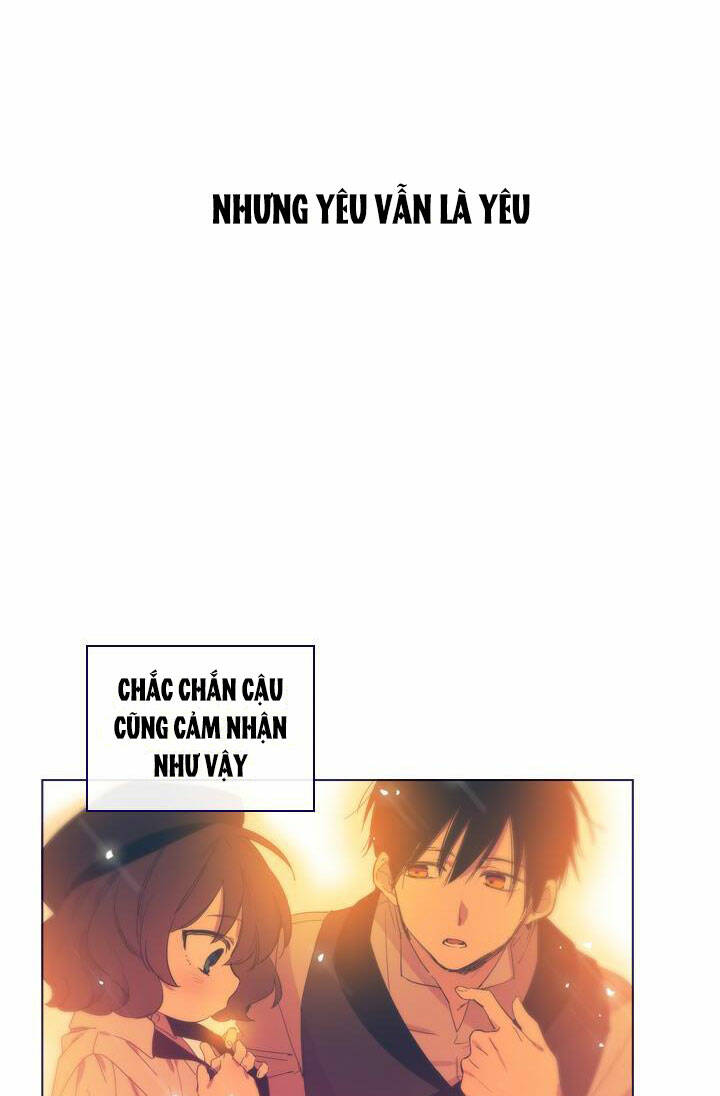 NHƯNG YÊU VẪN LÀ YÊU
CHẮC CHẮN CẬU
CŨNG CẢM NHẬN
NHƯ VẬY